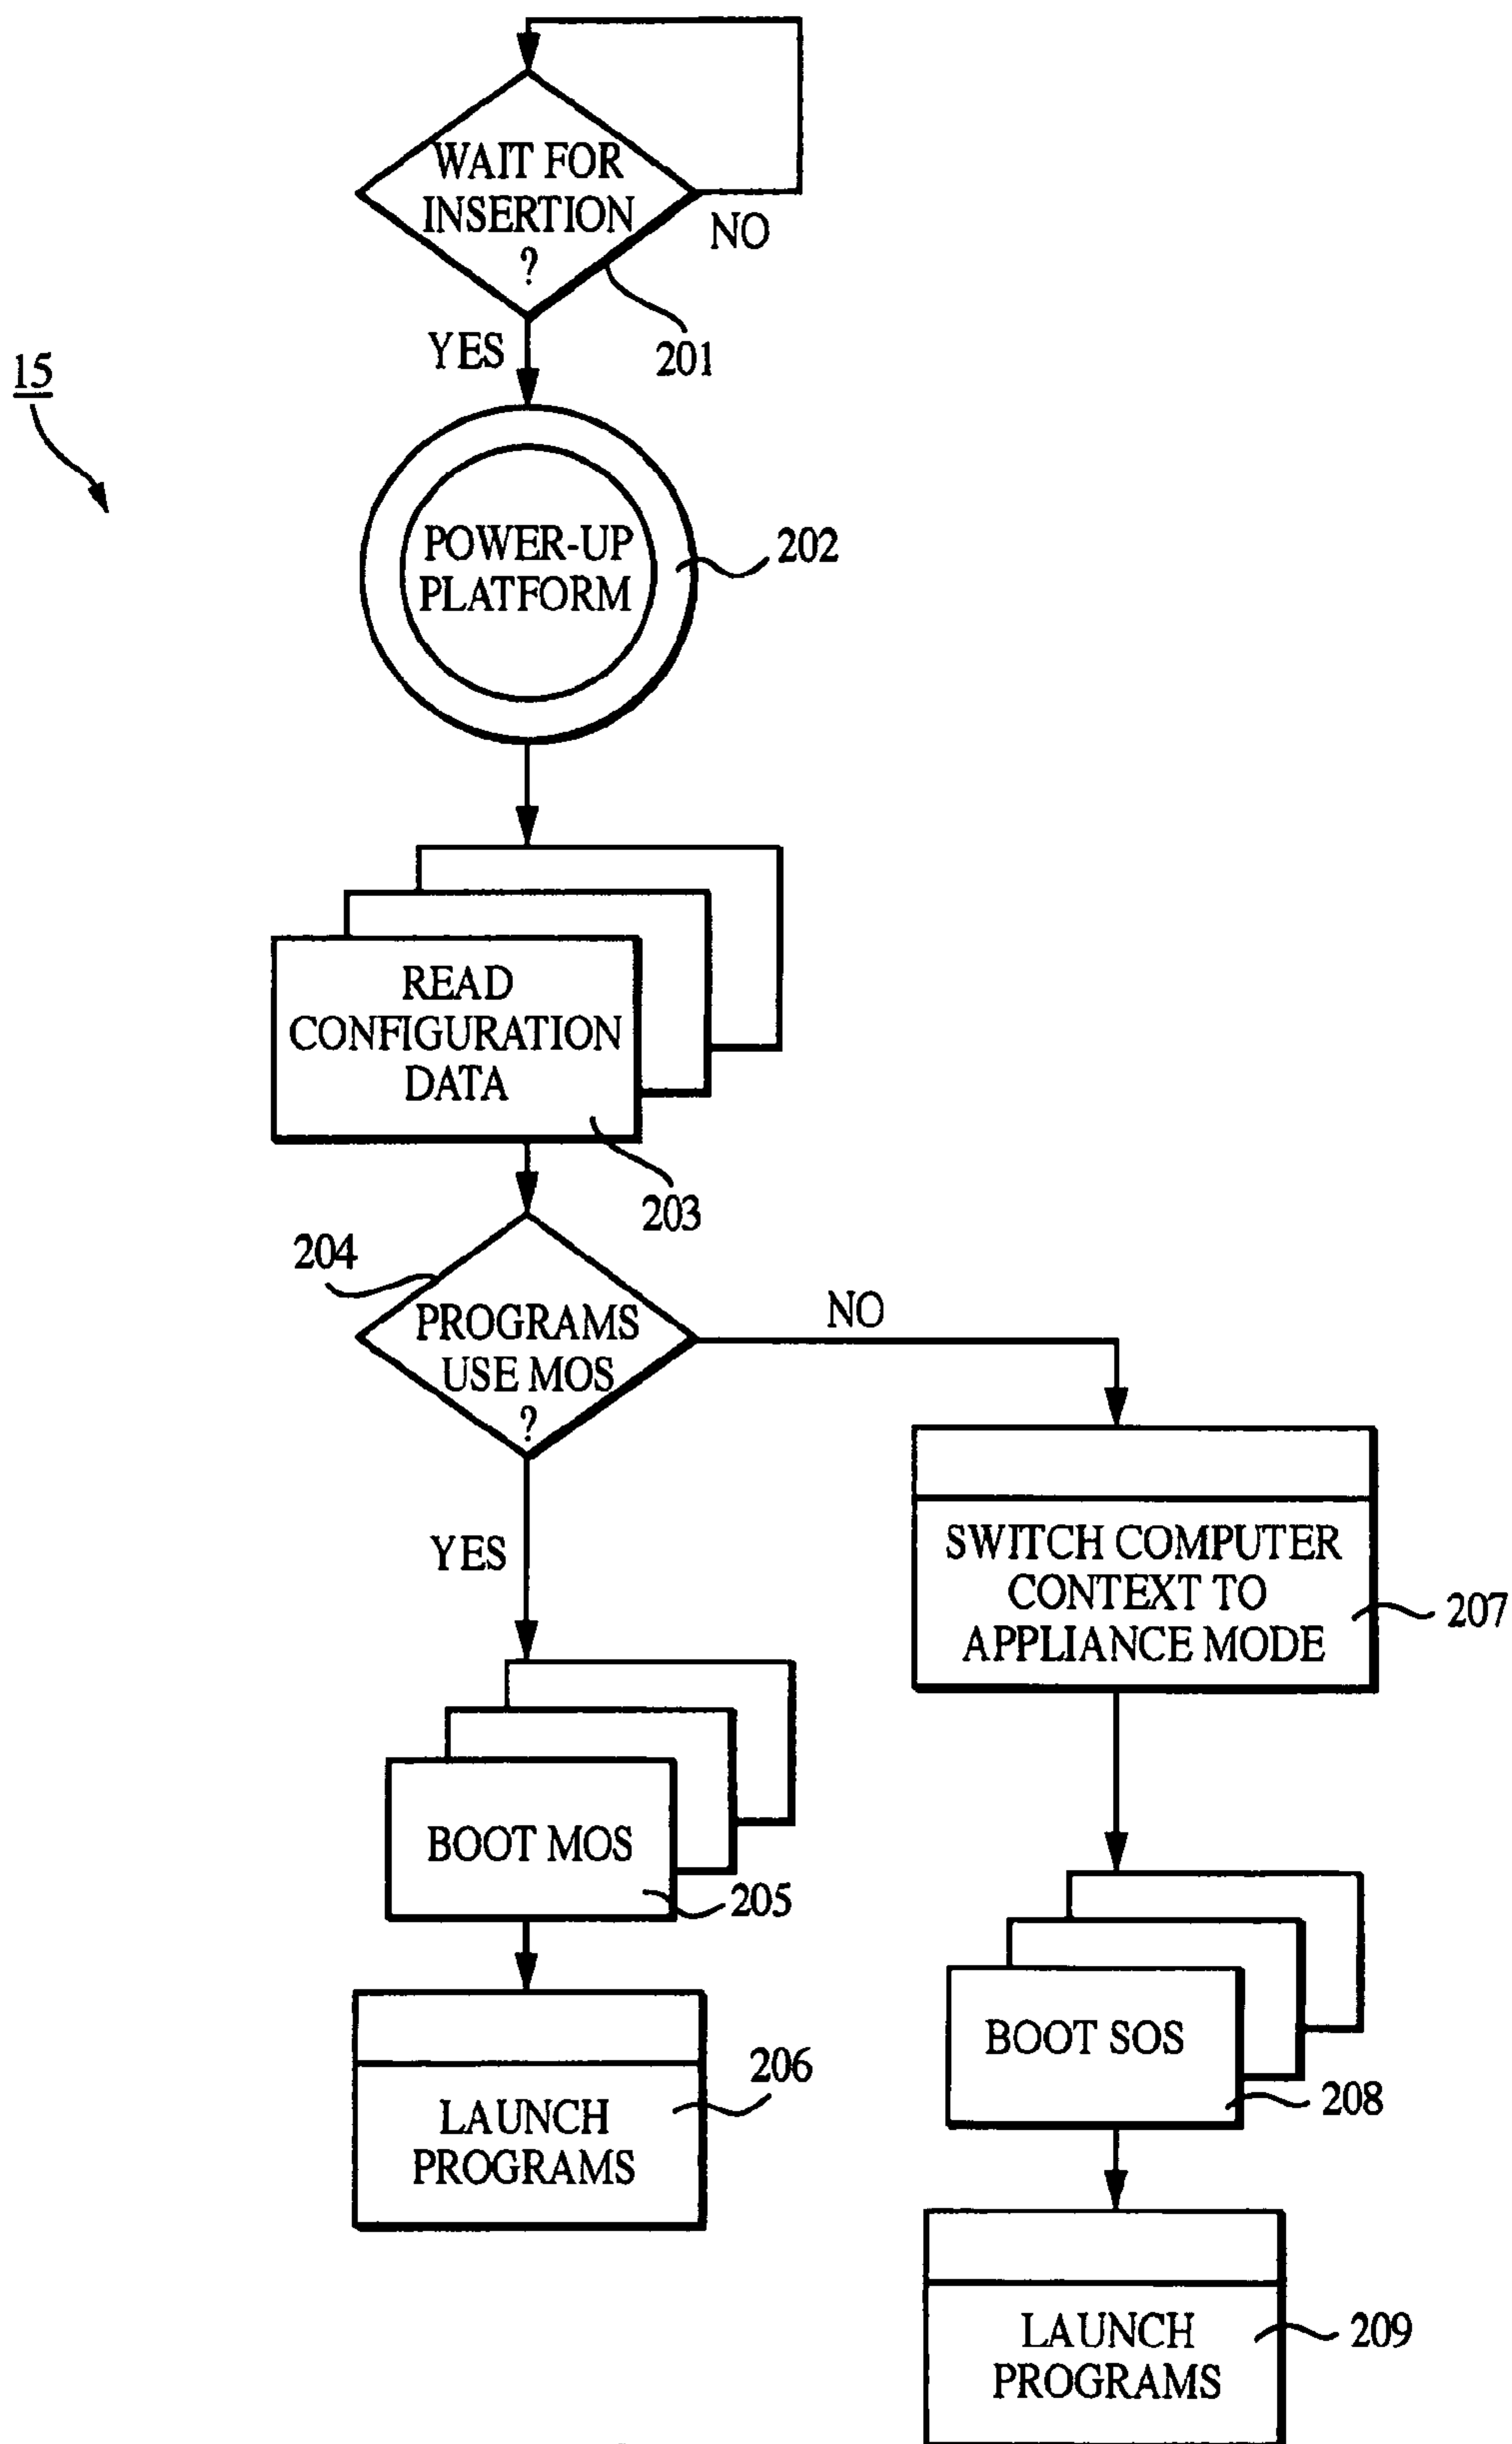 WAIT FOR
INSERTION
?
NO
201
YES
15
POWER-UP
PLATFORM
202
READ
CONFIGURATION
DATA
203
204
PROGRAMS
USE MOS
?
NO
YES
SWITCH COMPUTER
CONTEXT TO
APPLIANCE MODE
207
BOOT MOS
205
LAUNCH
PROGRAMS
206
BOOT SOS
208
LAUNCH
PROGRAMS
209